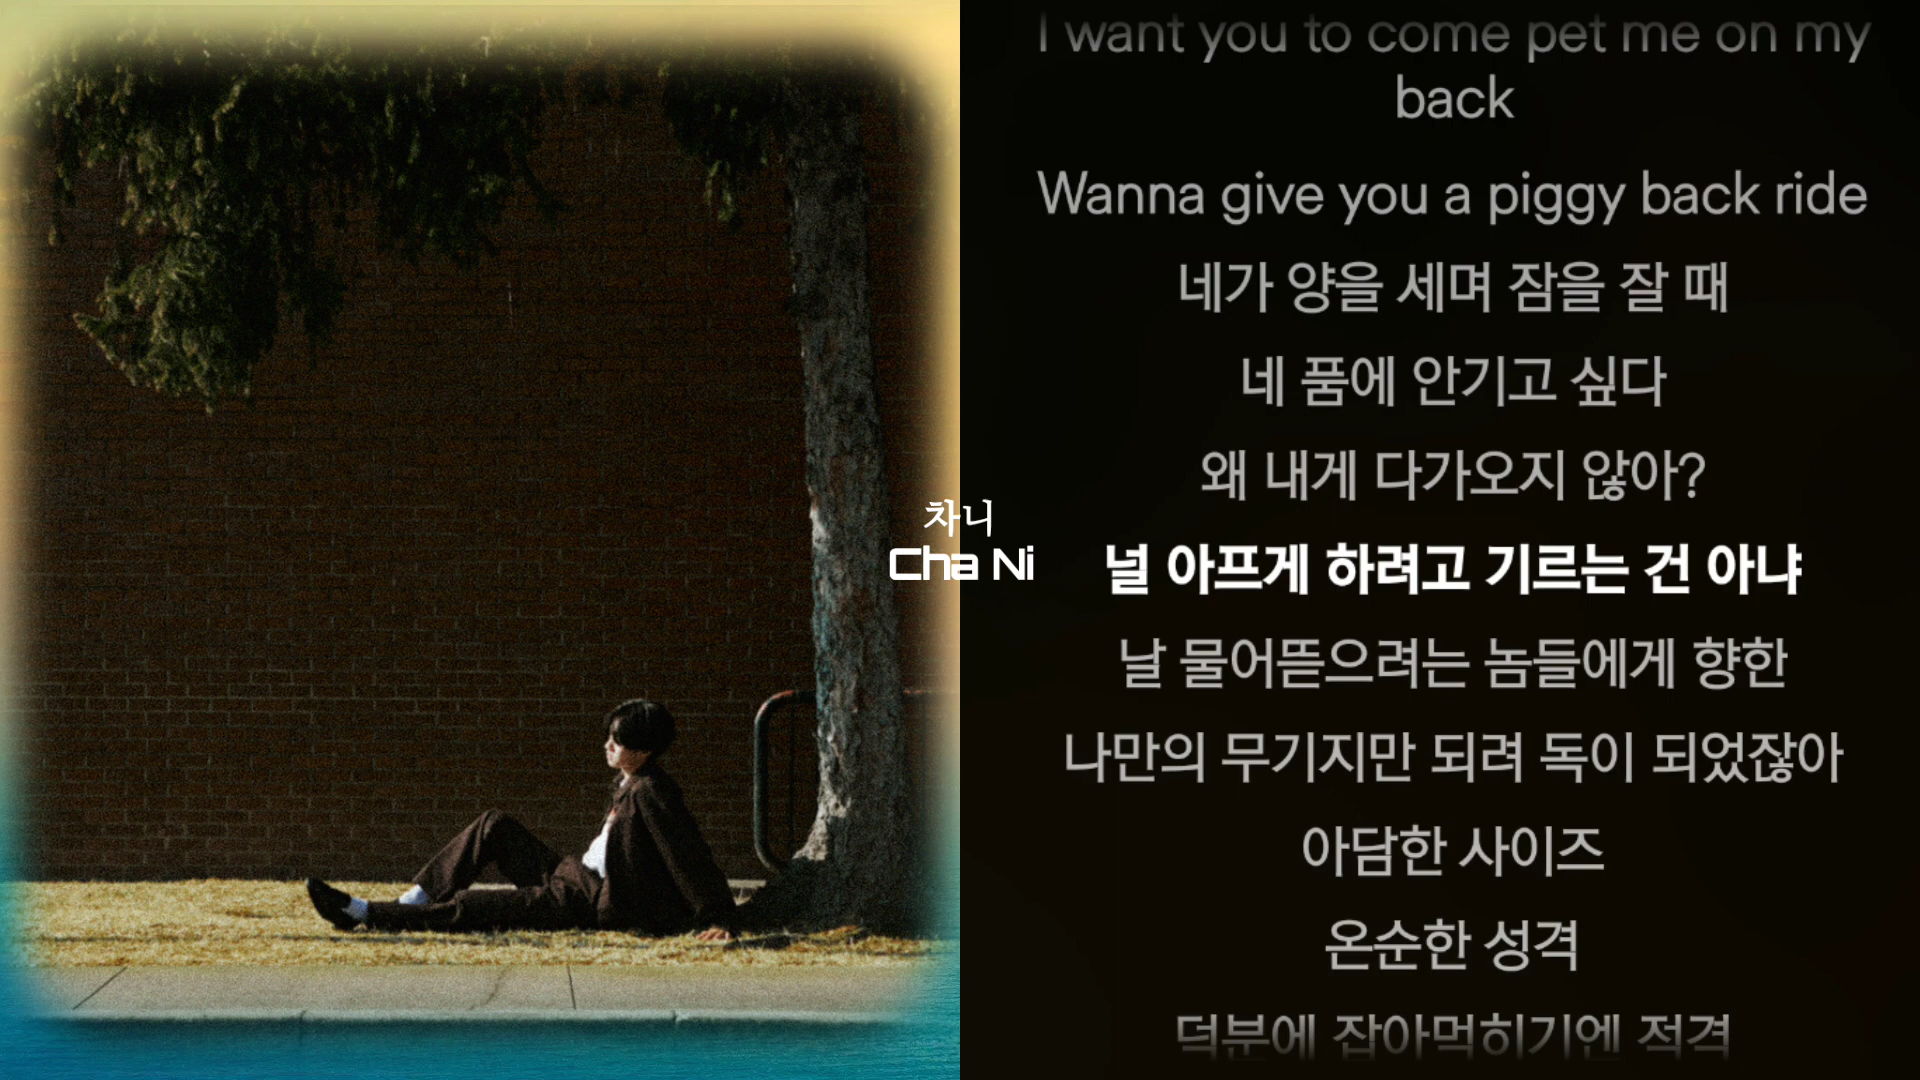 차니
Cha Ni
I want you to come pet me on my
back
Wanna give you a piggy back ride
네가 양을 세며 잠을 잘 때
네 품에 안기고 싶다
왜 내게 다가오지 않아?
널 아프게 하려고 기르는 건 아냐
날 물어뜯으려는 놈들에게 향한
나만의 무기지만 되려 독이 되었잖아
아담한 사이즈
온순한 성격
덕분에 잡아먹히기엔 적격